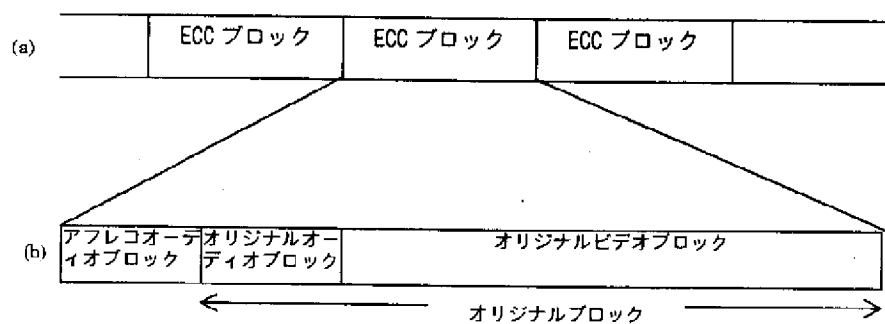 (a)
ECC ブロック
ECC ブロック
ECC ブロック
(b)
アフレコオーデ
ィオブロック
オリジナルオー
ディオブロック
オリジナルビデオブロック
オリジナルブロック